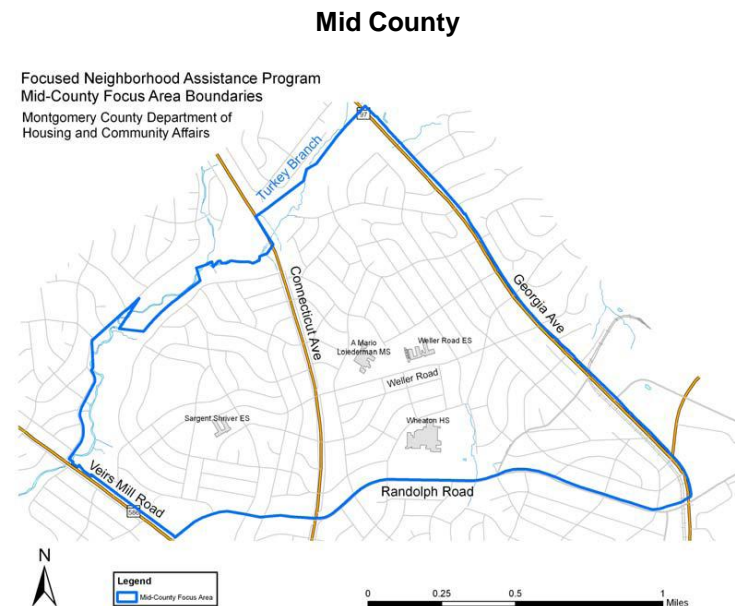 Mid County
Focused Neighborhood Assistance Program
Mid-County Focus Area Boundaries
Montgomery County Department of
Housing and Community Affairs
97
Turkey Branch
Connecticut Ave
Georgia Ave
A Mario
Loiederman MS
Weller Road ES
Weller Road
Sargent Shriver ES
Wheaton HS
Veirs Mill Road
586
Randolph Road
N
Legend
Mid-County Focus Area
0 0.25 0.5 1
Miles